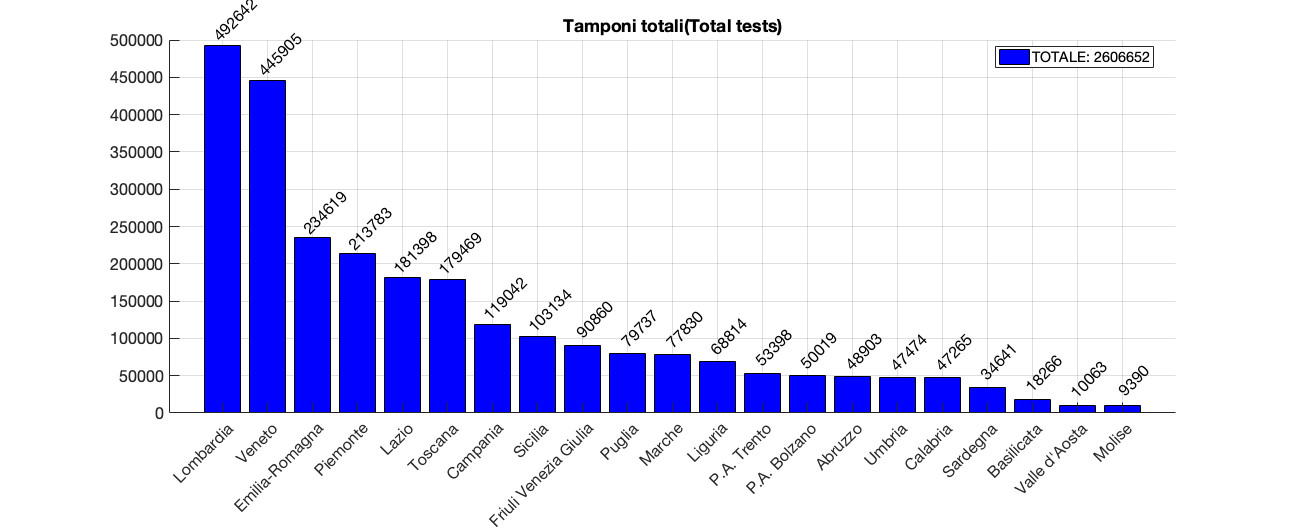 Tamponi totali(Total tests)
TOTALE: 2606652
500000
450000
400000
350000
300000
250000
200000
150000
100000
50000
0
492642
445905
234619
213783
181398
179469
119042
103134
90860
79737
77830
68814
53398
50019
48903
47474
47265
34641
18266
10063
9390
Lombardia
Veneto
Emilia-Romagna
Piemonte
Lazio
Toscana
Campania
Sicilia
Friuli Venezia Giulia
Puglia
Marche
Liguria
P.A. Trento
P.A. Bolzano
Abruzzo
Umbria
Calabria
Sardegna
Basilicata
Valle d'Aosta
Molise